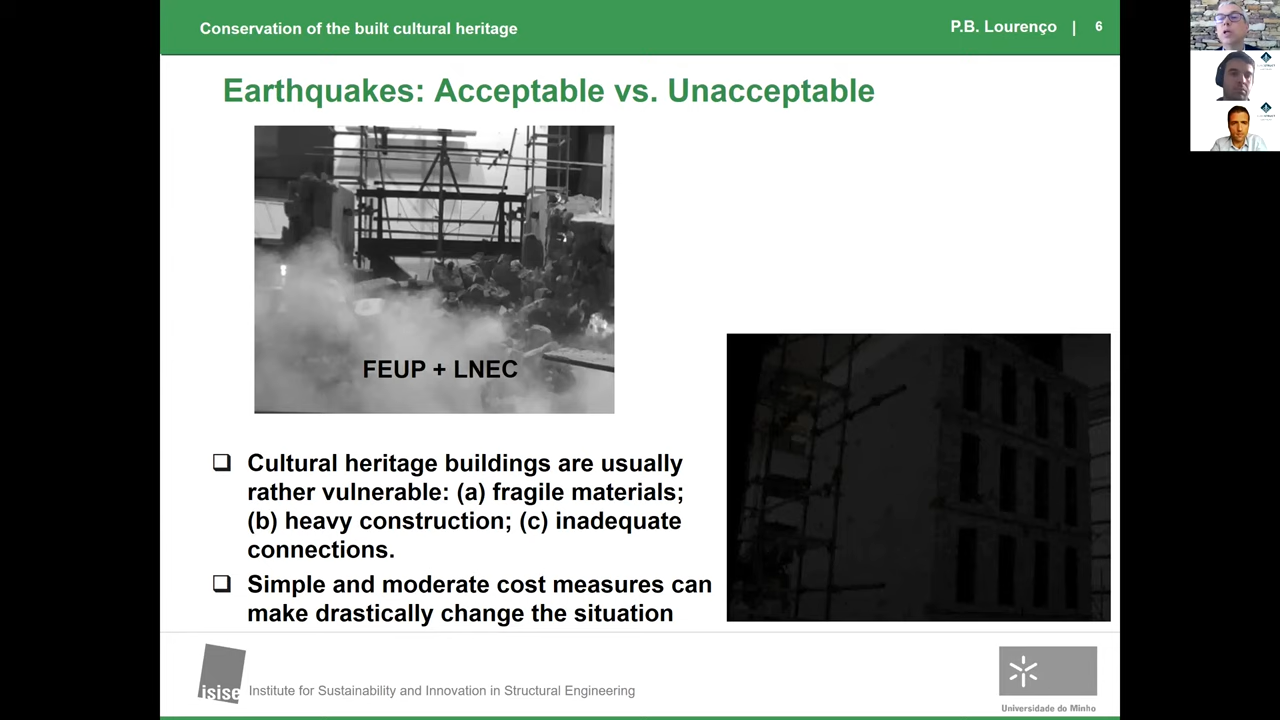 Conservation of the built cultural heritage
P.B. Lourenço | 6
Earthquakes: Acceptable vs. Unacceptable
FEUP + LNEC
❑ Cultural heritage buildings are usually
rather vulnerable: (a) fragile materials;
(b) heavy construction; (c) inadequate
connections.
❑ Simple and moderate cost measures can
make drastically change the situation
isise
Institute for Sustainability and Innovation in Structural Engineering
Universidade do Minho